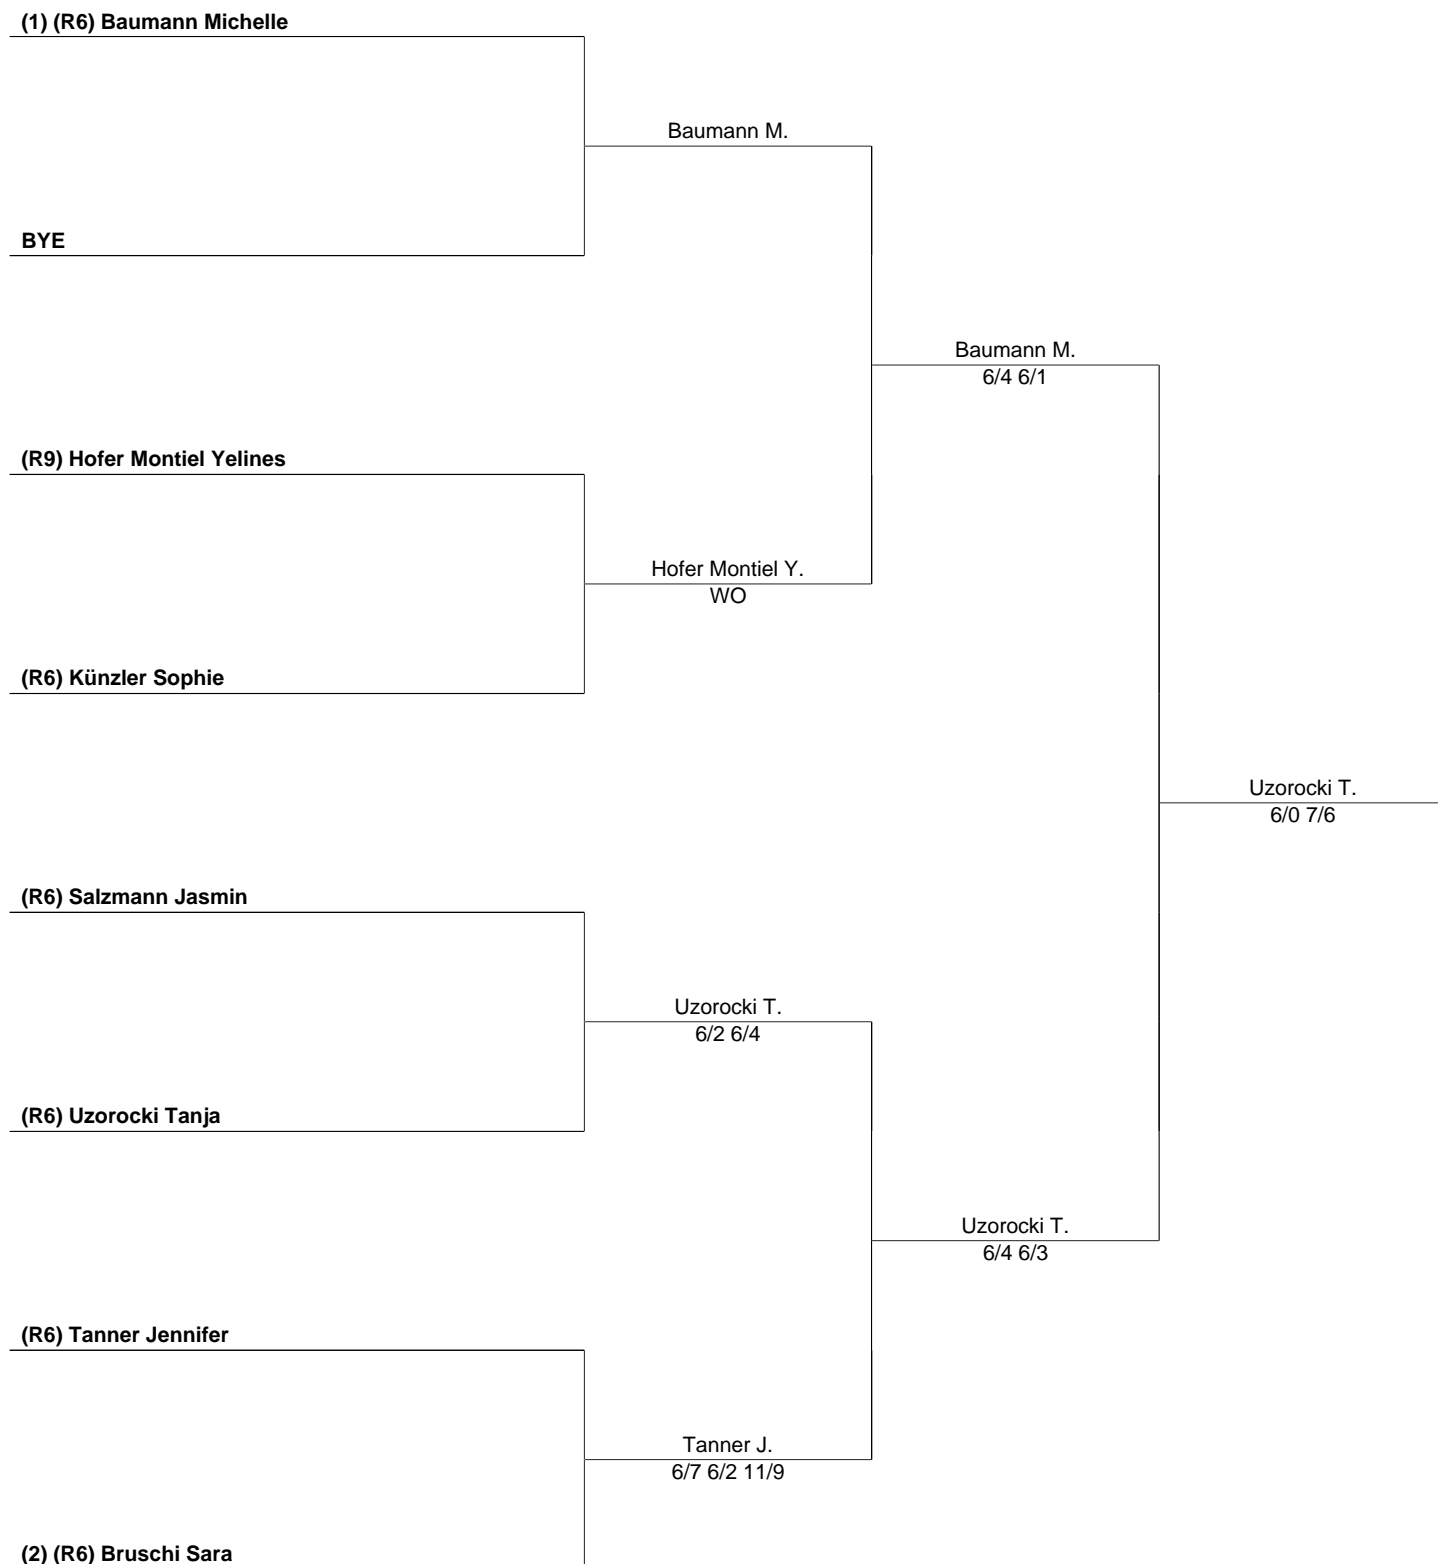 (1) (R6) Baumann Michelle
Baumann M.
BYE
Baumann M.
6/4 6/1
(R9) Hofer Montiel Yelines
Hofer Montiel Y.
WO
(R6) Künzler Sophie
Uzorocki T.
6/0 7/6
(R6) Salzmann Jasmin
Uzorocki T.
6/2 6/4
(R6) Uzorocki Tanja
Uzorocki T.
6/4 6/3
(R6) Tanner Jennifer
Tanner J.
6/7 6/2 11/9
(2) (R6) Bruschi Sara